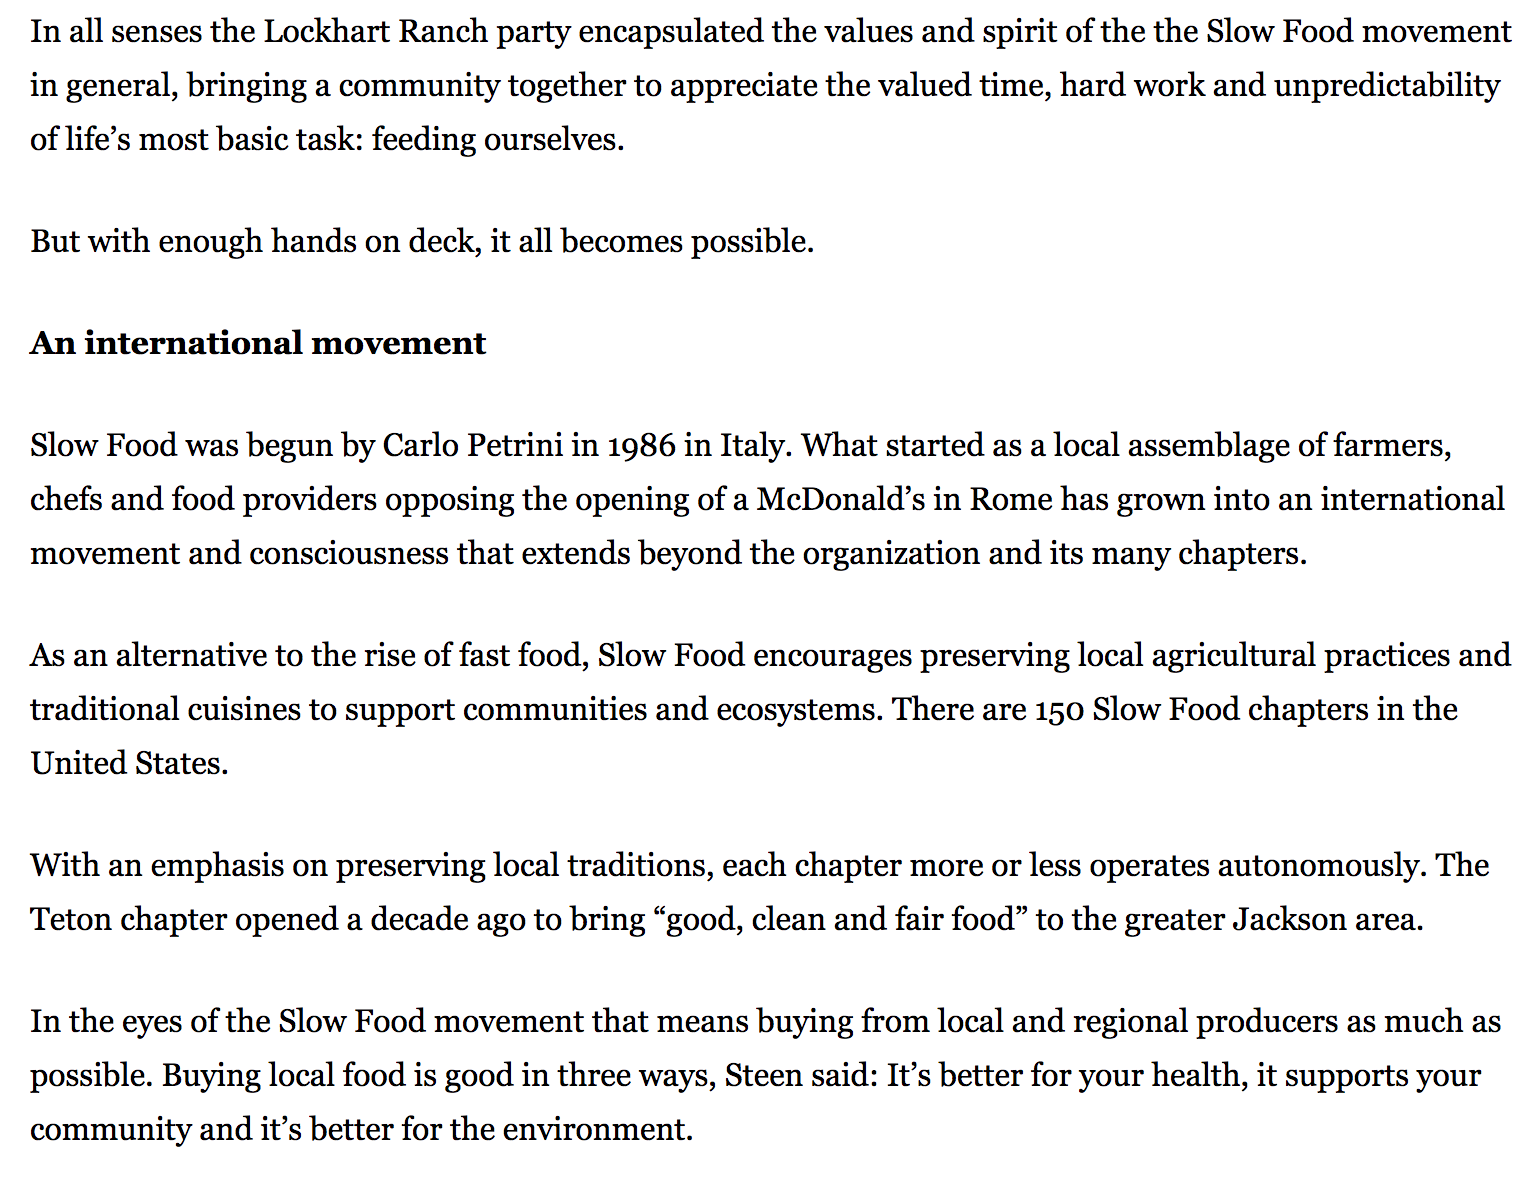 In all senses the Lockhart Ranch party encapsulated the values and spirit of the the Slow Food movement
in general, bringing a community together to appreciate the valued time, hard work and unpredictability
of life’s most basic task: feeding ourselves.
But with enough hands on deck, it all becomes possible.
An international movement
Slow Food was begun by Carlo Petrini in 1986 in Italy. What started as a local assemblage of farmers,
chefs and food providers opposing the opening of a McDonald’s in Rome has grown into an international
movement and consciousness that extends beyond the organization and its many chapters.
As an alternative to the rise of fast food, Slow Food encourages preserving local agricultural practices and
traditional cuisines to support communities and ecosystems. There are 150 Slow Food chapters in the
United States.
With an emphasis on preserving local traditions, each chapter more or less operates autonomously. The
Teton chapter opened a decade ago to bring “good, clean and fair food” to the greater Jackson area.
In the eyes of the Slow Food movement that means buying from local and regional producers as much as
possible. Buying local food is good in three ways, Steen said: It’s better for your health, it supports your
community and it’s better for the environment.